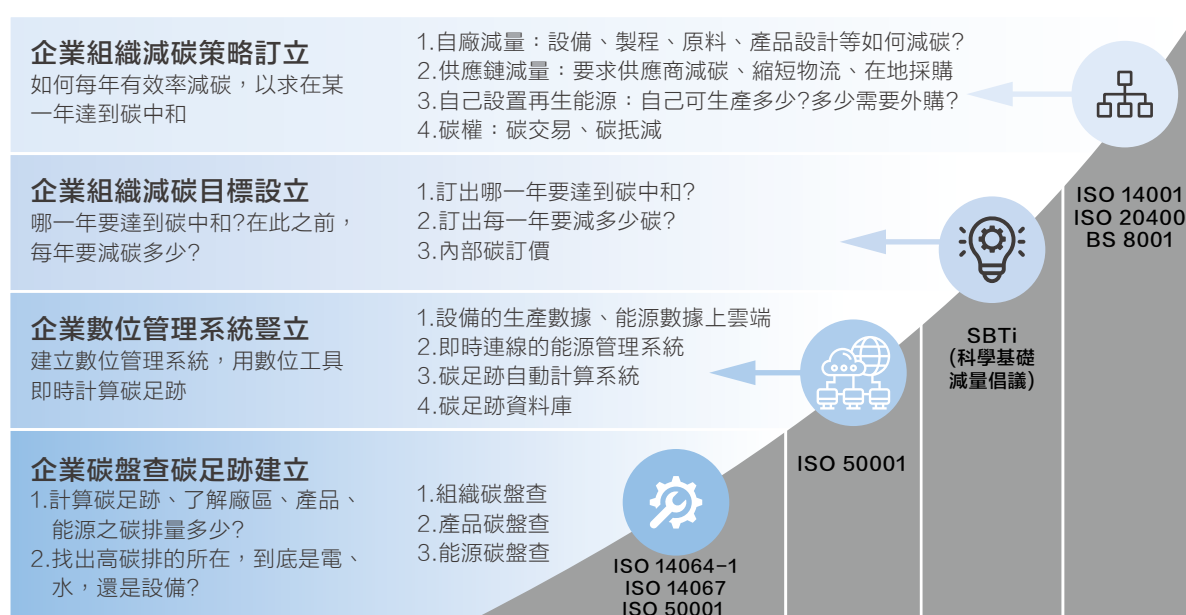 企業組織減碳策略訂立
如何每年有效率減碳，以求在某
一年達到碳中和
1.自廠減量：設備、製程、原料、產品設計等如何減碳?
2.供應鏈減量：要求供應商減碳、縮短物流、在地採購
3.自己設置再生能源：自己可生產多少?多少需要外購?
4.碳權：碳交易、碳抵減
ISO 14001
ISO 20400
BS 8001
企業組織減碳目標設立
哪一年要達到碳中和?在此之前，
每年要減碳多少?
1.訂出哪一年要達到碳中和?
2.訂出每一年要減多少碳?
3.內部碳訂價
SBTi
(科學基礎
減量倡議)
企業數位管理系統豎立
建立數位管理系統，用數位工具
即時計算碳足跡
1.設備的生產數據、能源數據上雲端
2.即時連線的能源管理系統
3.碳足跡自動計算系統
4.碳足跡資料庫
ISO 50001
企業碳盤查碳足跡建立
1.計算碳足跡、了解廠區、產品、
能源之碳排量多少?
2.找出高碳排的所在，到底是電、
水，還是設備?
1.組織碳盤查
2.產品碳盤查
3.能源碳盤查
ISO 14064-1
ISO 14067
ISO 50001